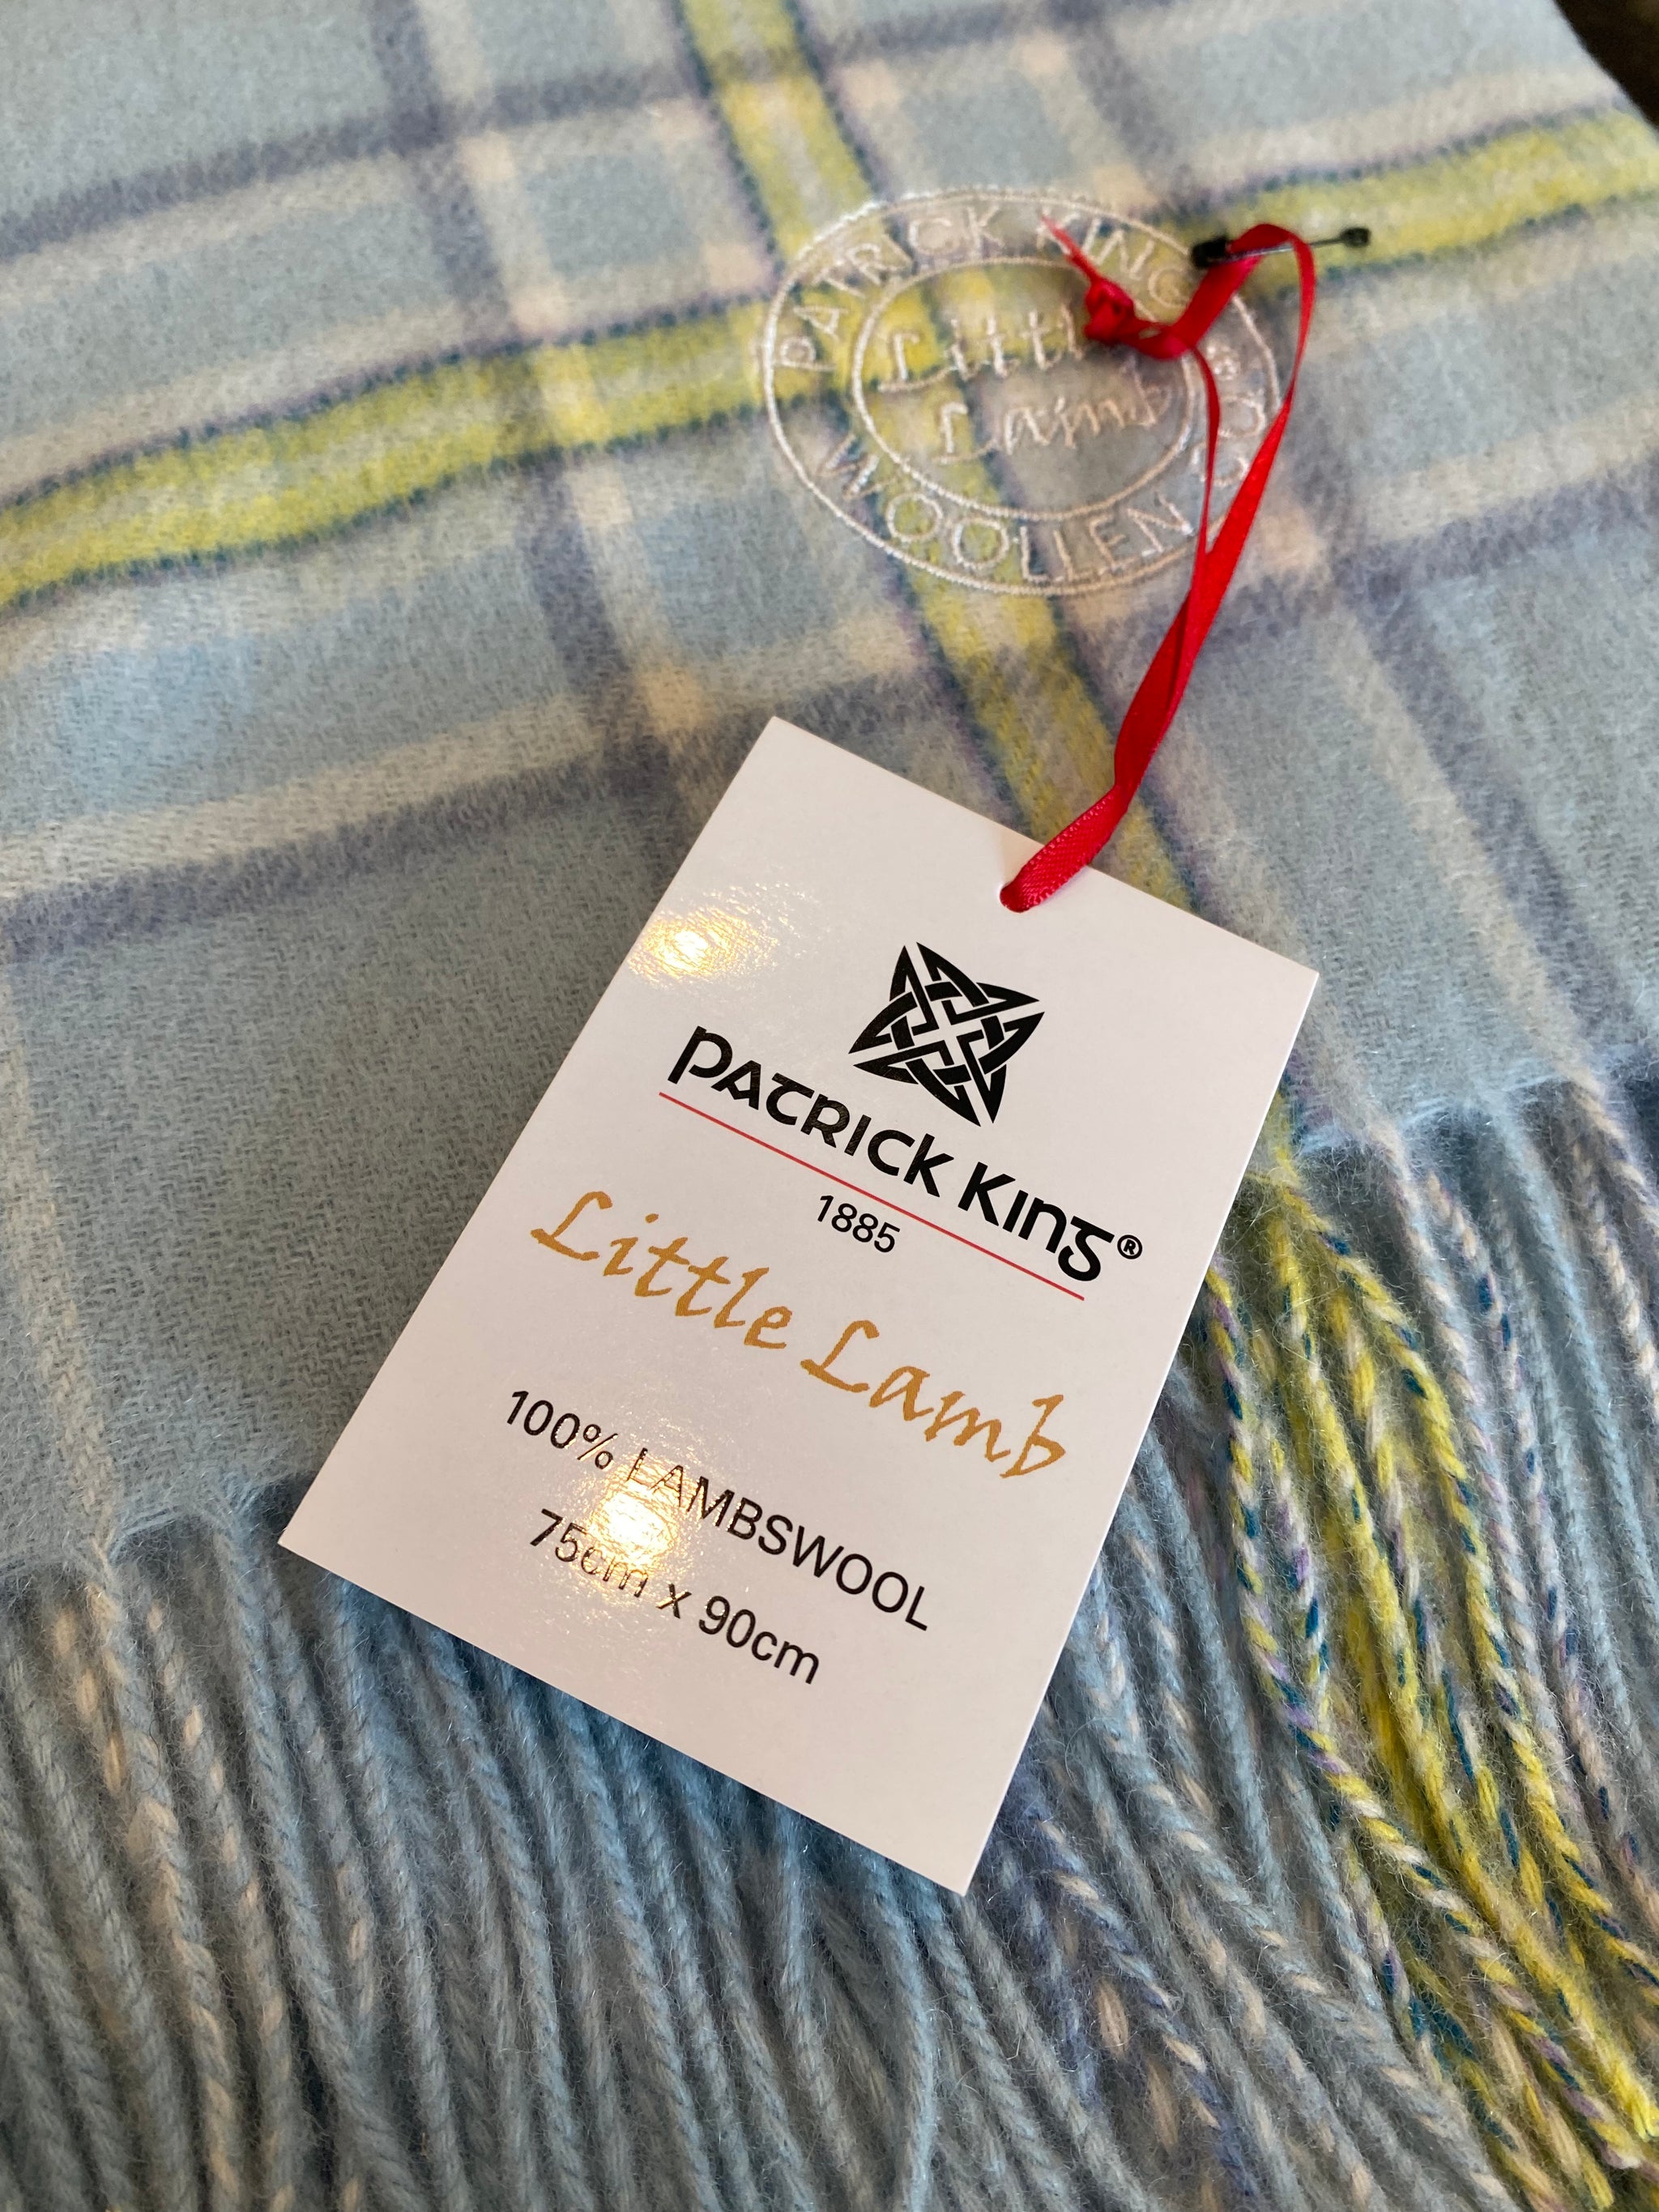 PATRICK KING
WOOLLEN CO
Little
Lamb
PATRICK KING®
1885
Little Lamb
100% LAMBSWOOL
75cm x 90cm